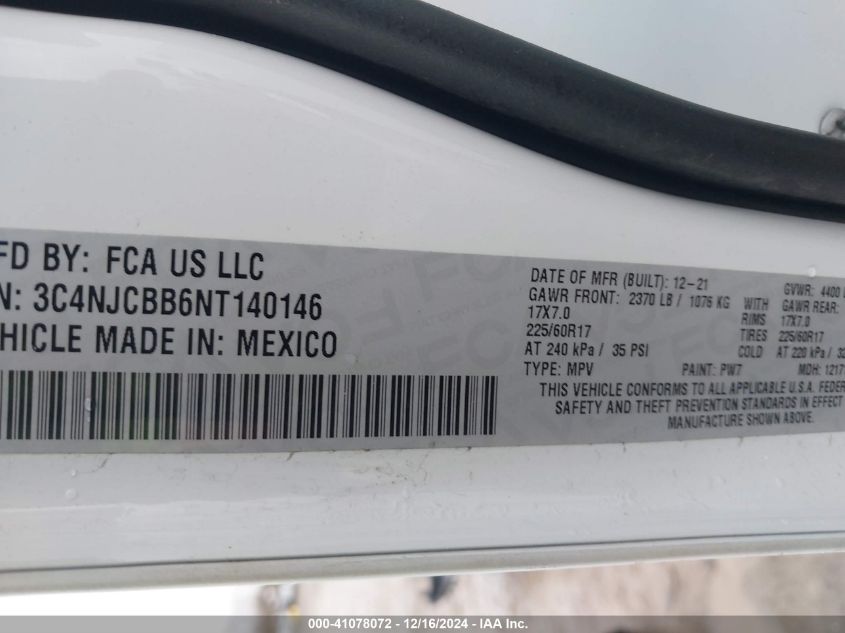 FD BY: FCA US LLC
N: 3C4NJCBB6NT140146
EHICLE MADE IN: MEXICO
DATE OF MFR (BUILT): 12-21
GVWR: 4400
GAWR FRONT: 2370 LB / 1076 KG WITH GAWR REAR:
17X7.0 RIMS 17X7.0
225/60R17 TIRES 225/60R17
AT 240 kPa / 35 PSI COLD AT 220 kPa / 32
TYPE: MPV PAINT: PW7 MDH: 1217
THIS VEHICLE CONFORMS TO ALL APPLICABLE U.S.A. FEDER
SAFETY AND THEFT PREVENTION STANDARDS IN EFFECT
MANUFACTURE SHOWN ABOVE.
000-41078072 - 12/16/2024 - IAA Inc.